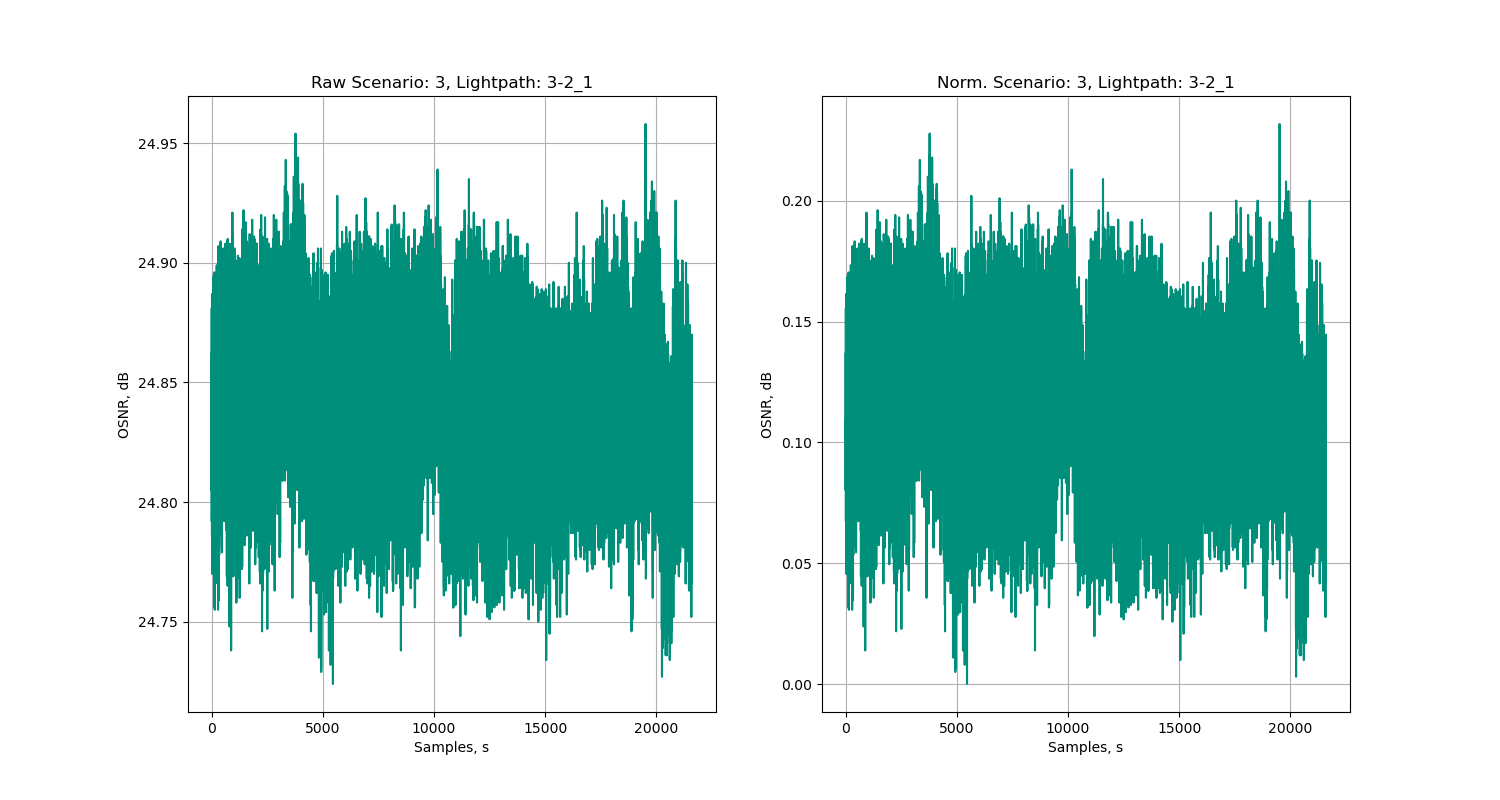 Raw Scenario: 3, Lightpath: 3-2_1
24.95
24.90
24.85
24.80
24.75
OSNR, dB
0 5000 10000 15000 20000
Samples, s
Norm. Scenario: 3, Lightpath: 3-2_1
0.20
0.15
0.10
0.05
0.00
OSNR, dB
0 5000 10000 15000 20000
Samples, s